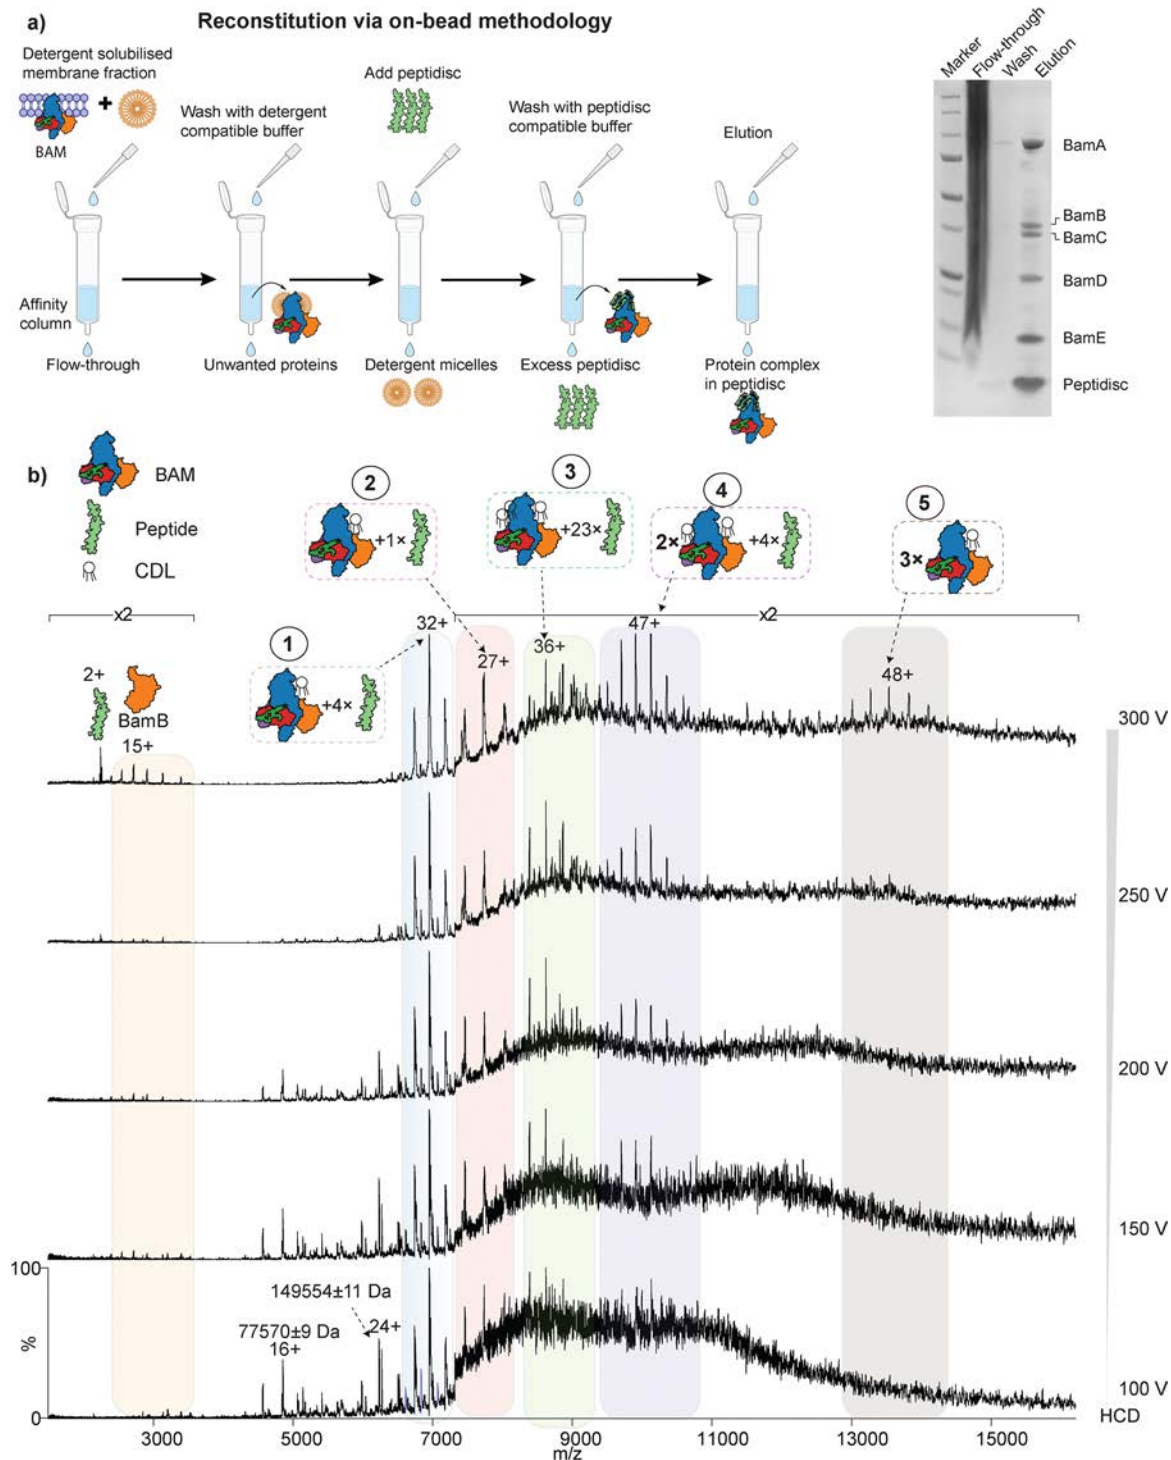 a)
Reconstitution via on-bead methodology
Detergent solubilised
membrane fraction
+
BAM
Wash with detergent
compatible buffer
Add peptidisc
Wash with peptidisc
compatible buffer
Elution
Affinity
column
Flow-through
Unwanted proteins
Detergent micelles
Excess peptidisc
Protein complex
in peptidisc
Marker
Flow-through
Wash
Elution
BamA
BamB
BamC
BamD
BamE
Peptidisc
b)
BAM
Peptide
CDL
1
+4×
2
+1×
3
+23×
4
2×
+4×
5
3×
x2
x2
2+
BamB
15+
32+
27+
36+
47+
48+
300 V
250 V
200 V
150 V
100 V
HCD
149554±11 Da
24+
77570±9 Da
16+
100
%
0
3000
5000
7000
9000
11000
13000
15000
m/z